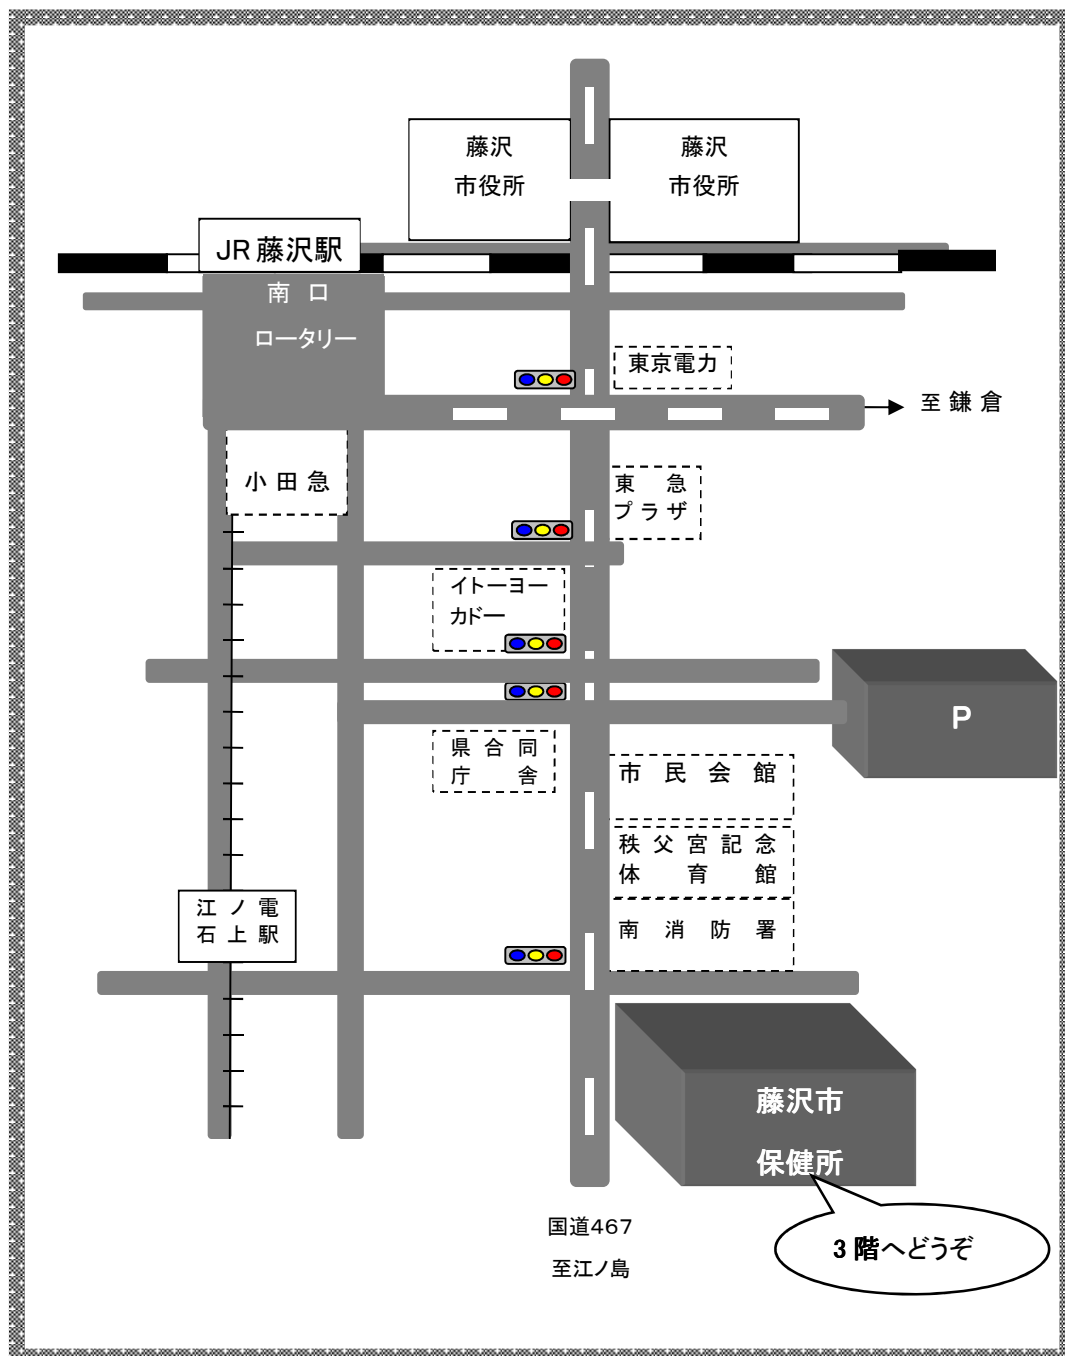 藤沢
市役所
藤沢
市役所
JR 藤沢駅
南 口
ロータリー
東京電力
至 鎌 倉
小 田 急
東 急
プ ラ ザ
イトーヨー
カドー
P
県 合 同
庁 舎
市 民 会 館
秩 父 宮 記 念
体 育 館
江 ノ 電
石 上 駅
南 消 防 署
藤沢市
保健所
国道467
至江ノ島
3 階へどうぞ